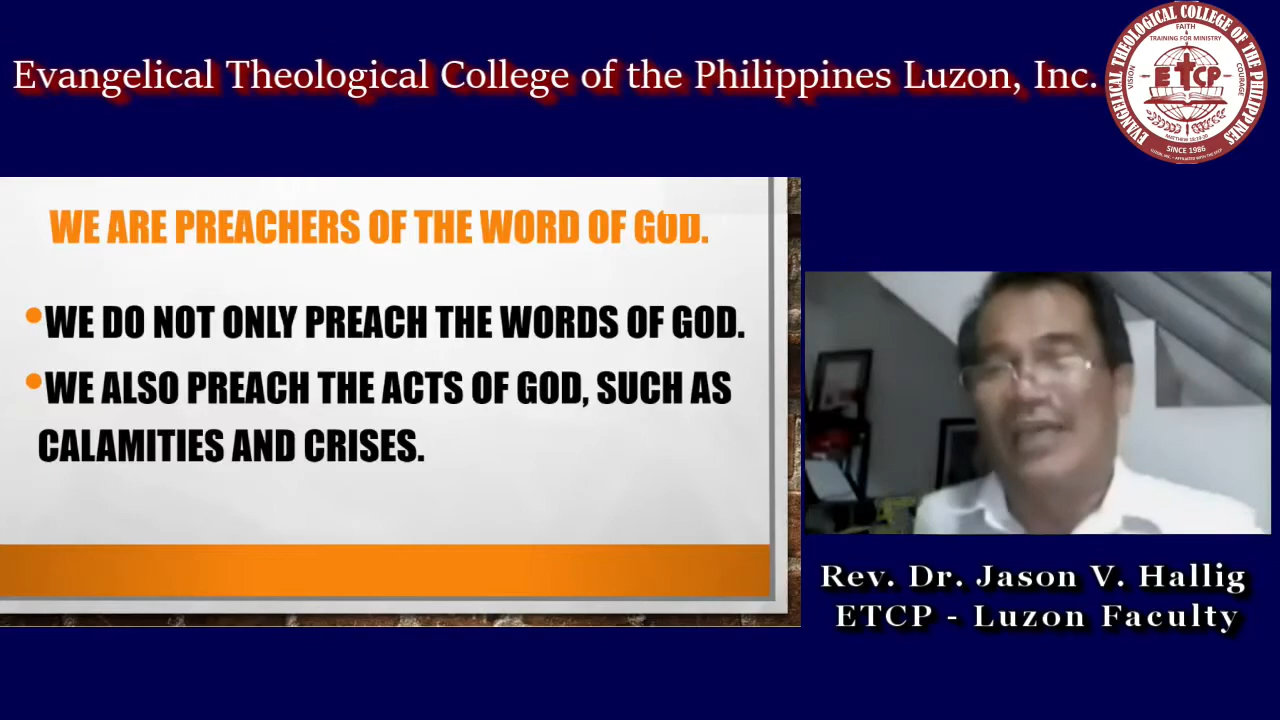 Evangelical Theological College of the Philippines Luzon, Inc.
EVANGELICAL THEOLOGICAL COLLEGE OF THE PHILIPPINES
FAITH
TRAINING FOR MINISTRY
VISION
COURAGE
ETCP
SINCE 1986
WE ARE PREACHERS OF THE WORD OF GOD.
•WE DO NOT ONLY PREACH THE WORDS OF GOD.
•WE ALSO PREACH THE ACTS OF GOD, SUCH AS
CALAMITIES AND CRISES.
Rev. Dr. Jason V. Hallig
ETCP - Luzon Faculty